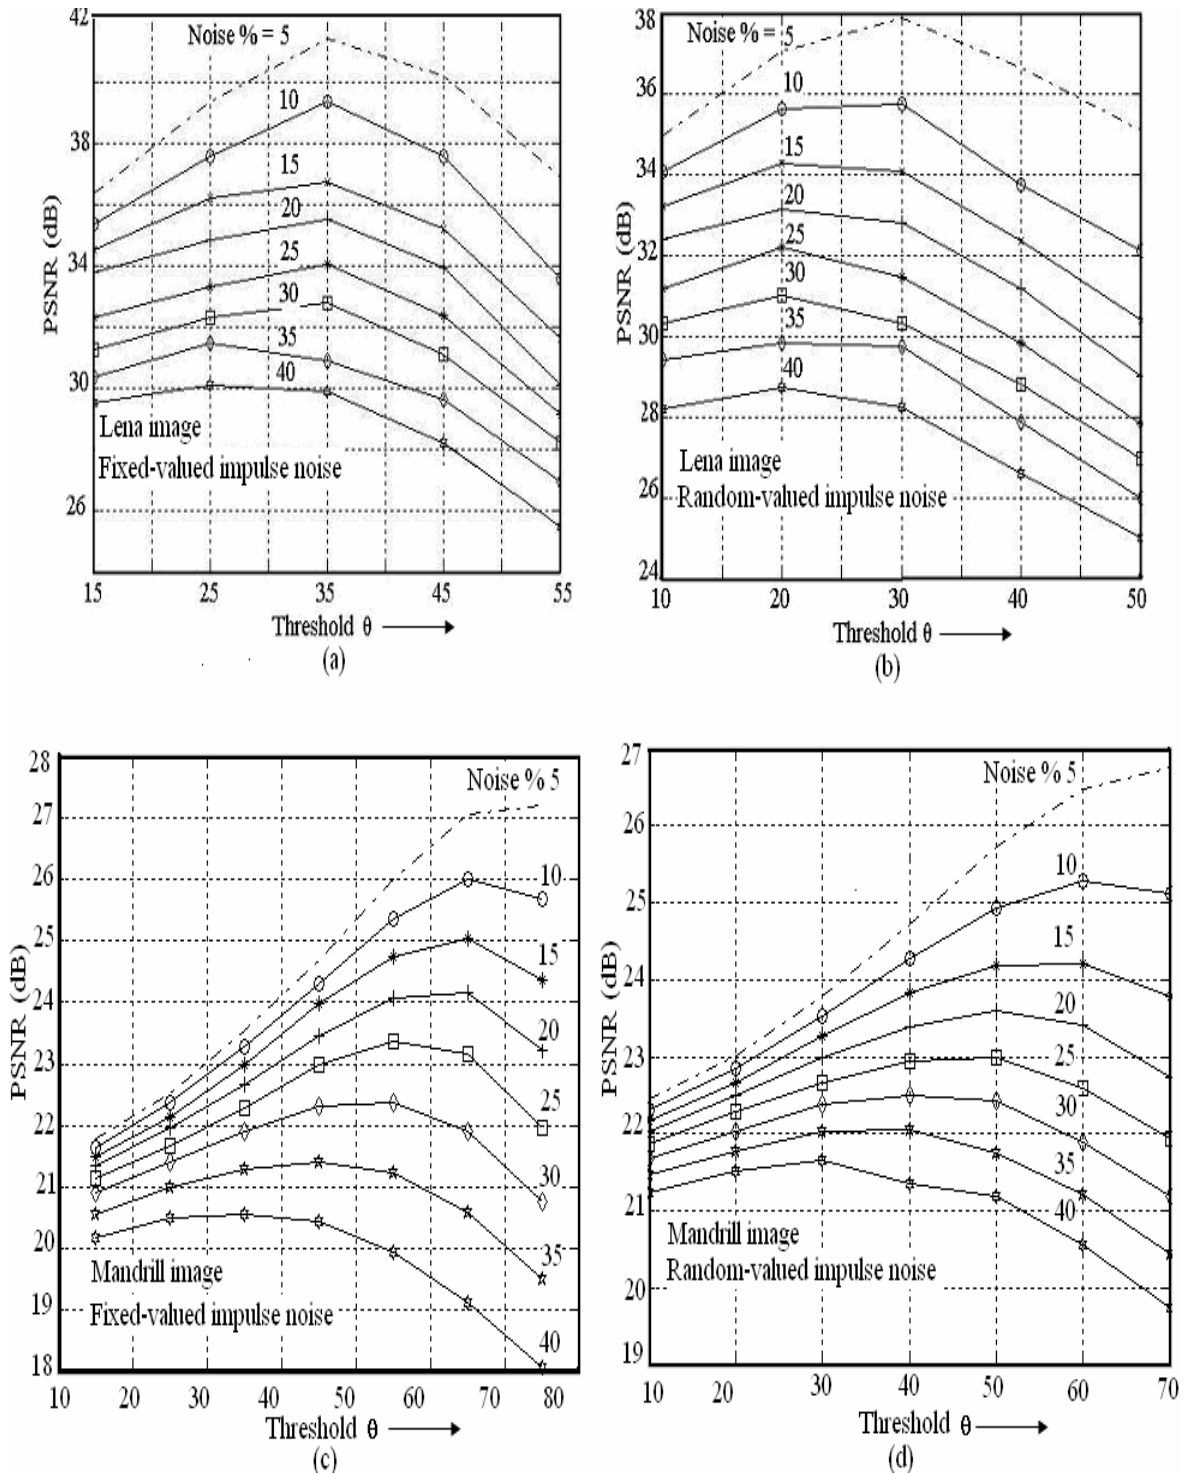 42
38
34
30
26
PSNR (dB)
Noise % = 5
10
15
20
25
30
35
40
Lena image
Fixed-valued impulse noise
15 25 35 45 55
Threshold θ
(a)
38
36
34
32
30
28
26
24
PSNR (dB)
Noise % = 5
10
15
20
25
30
35
40
Lena image
Random-valued impulse noise
10 20 30 40 50
Threshold θ
(b)
28
27
26
25
24
23
22
21
20
19
18
PSNR (dB)
Noise % 5
10
15
20
25
30
35
40
Mandrill image
Fixed-valued impulse noise
10 20 30 40 50 60 70 80
Threshold θ
(c)
27
26
25
24
23
22
21
20
19
PSNR (dB)
Noise % 5
10
15
20
25
30
35
40
Mandrill image
Random-valued impulse noise
10 20 30 40 50 60 70
Threshold θ
(d)